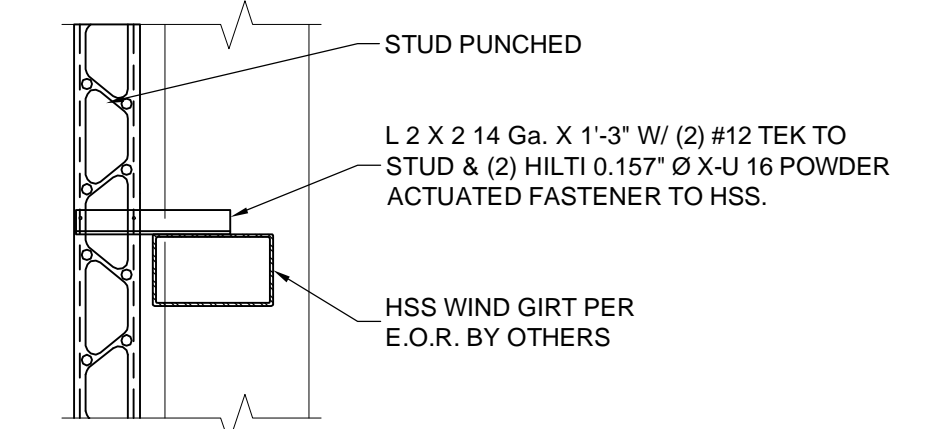 STUD PUNCHED
L 2 X 2 14 Ga. X 1'-3" W/ (2) #12 TEK TO
STUD & (2) HILTI 0.157" Ø X-U 16 POWDER
ACTUATED FASTENER TO HSS.
HSS WIND GIRT PER
E.O.R. BY OTHERS